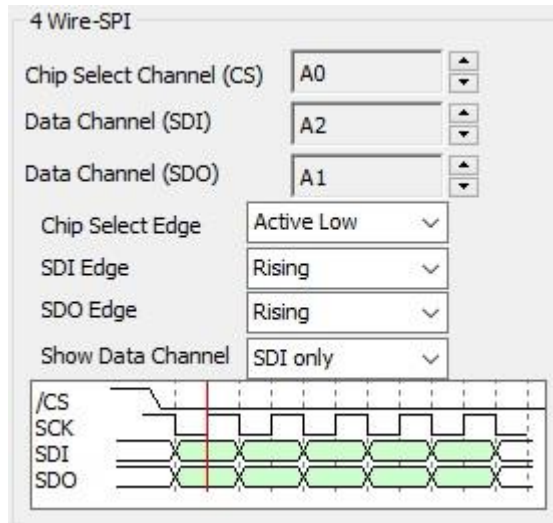 4 Wire-SPI
Chip Select Channel (CS) A0
Data Channel (SDI) A2
Data Channel (SDO) A1
Chip Select Edge Active Low
SDI Edge Rising
SDO Edge Rising
Show Data Channel SDI only
/CS
SCK
SDI
SDO